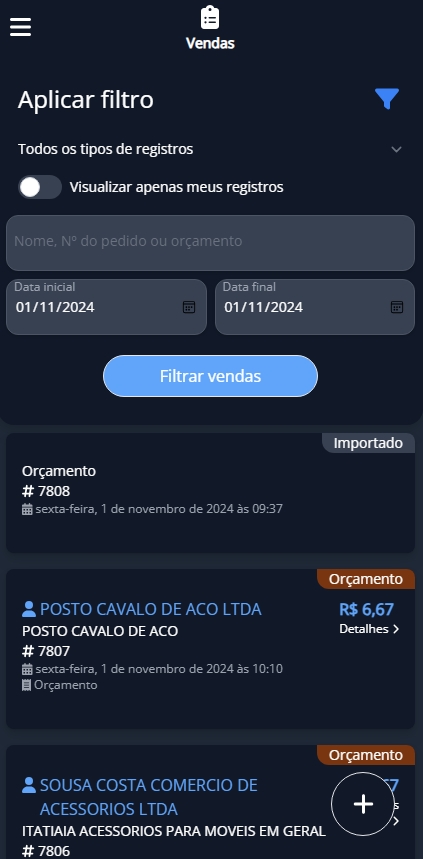 Vendas
Aplicar filtro
Todos os tipos de registros
Visualizar apenas meus registros
Nome, Nº do pedido ou orçamento
Data inicial
01/11/2024
Data final
01/11/2024
Filtrar vendas
Importado
Orçamento
# 7808
sexta-feira, 1 de novembro de 2024 às 09:37
Orçamento
POSTO CAVALO DE ACO LTDA
R$ 6,67
POSTO CAVALO DE ACO
Detalhes
# 7807
sexta-feira, 1 de novembro de 2024 às 10:10
Orçamento
Orçamento
SOUSA COSTA COMERCIO DE
ACESSORIOS LTDA
ITATIAIA ACESSORIOS PARA MOVEIS EM GERAL
# 7806